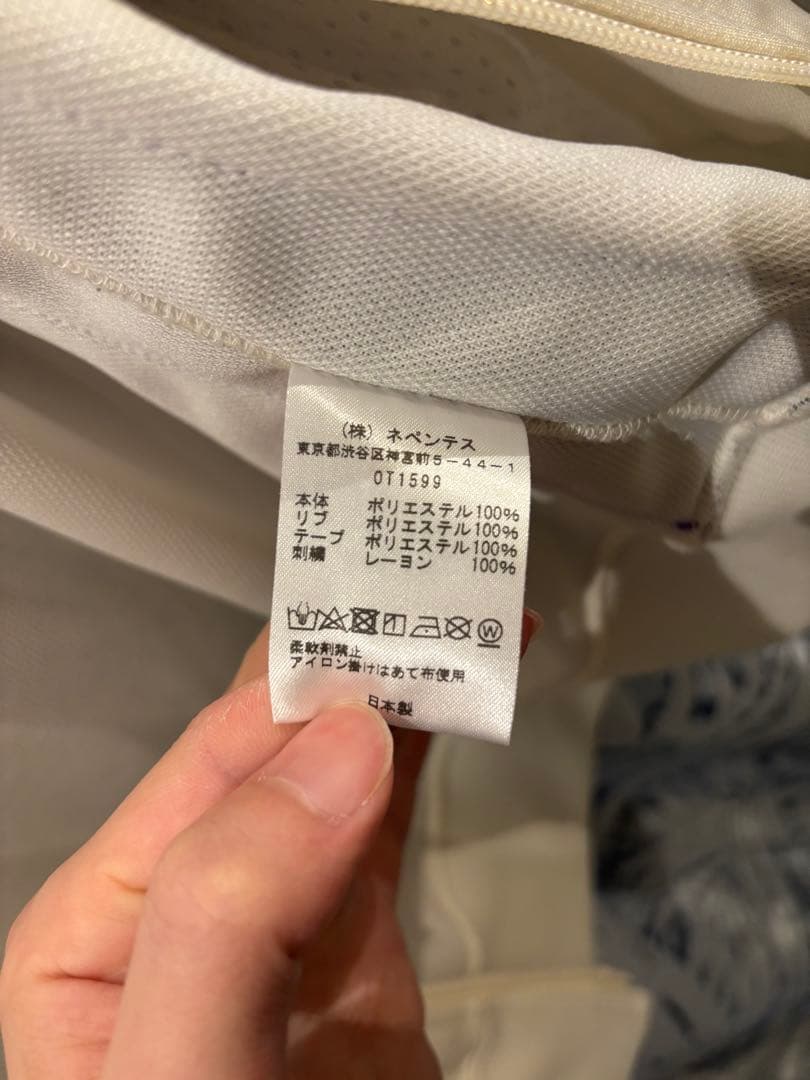 (株) ネペンテス
東京都渋谷区神宮前5-44-1
OT1599
本体 ポリエステル100%
リブ ポリエステル100%
テープ ポリエステル100%
刺繍 レーヨン 100%
柔軟剤禁止
アイロン掛けはあて布使用
日本製